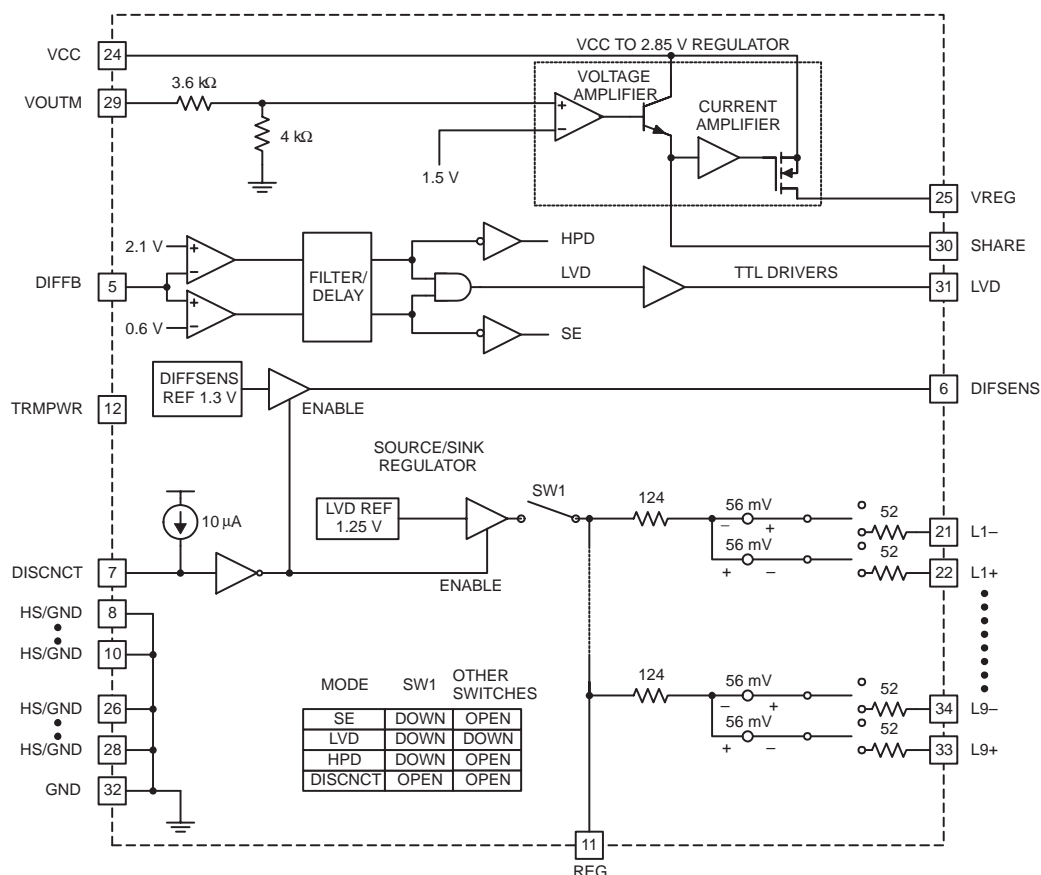 VCC 24 VCC TO 2.85 V REGULATOR
VOUTM 29 3.6 kΩ
4 kΩ
VOLTAGE
AMPLIFIER
+
–
1.5 V
CURRENT
AMPLIFIER
25 VREG
30 SHARE
DIFFB 5
2.1 V
+
–
+
–
0.6 V
FILTER/
DELAY
HPD
LVD
TTL DRIVERS
31 LVD
SE
DIFFSENS
REF 1.3 V
ENABLE
6 DIFSENS
TRMPWR 12
SOURCE/SINK
REGULATOR
10 μA
LVD REF
1.25 V
SW1
ENABLE
DISCNCT 7
124
56 mV
– +
52
21 L1–
56 mV
+ –
52
22 L1+
HS/GND 8
HS/GND 10
HS/GND 26
HS/GND 28
GND 32
124
56 mV
– +
52
34 L9–
56 mV
+ –
52
33 L9+
MODE SW1 OTHER
SWITCHES
SE DOWN OPEN
LVD DOWN DOWN
HPD DOWN OPEN
DISCNCT OPEN OPEN
11
REG